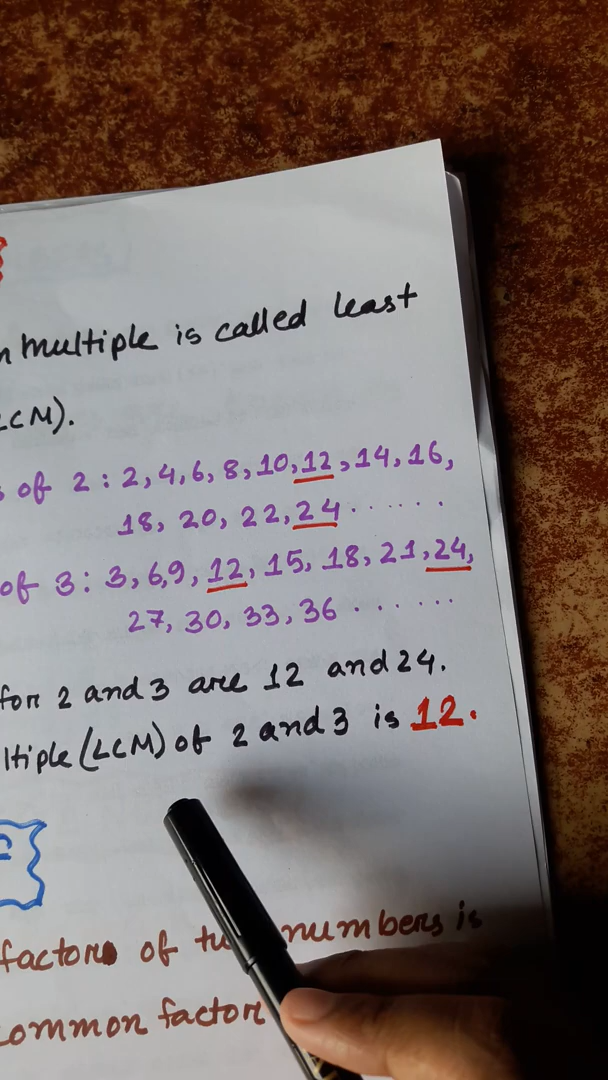 multiple is called least
LCM).
of 2 : 2, 4, 6, 8, 10, 12, 14, 16,
18, 20, 22, 24 . . . . . .
of 3 : 3, 6, 9, 12, 15, 18, 21, 24,
27, 30, 33, 36 . . . . . .
for 2 and 3 are 12 and 24.
ltiple (LCM) of 2 and 3 is 12.
factors of numbers is
common factor